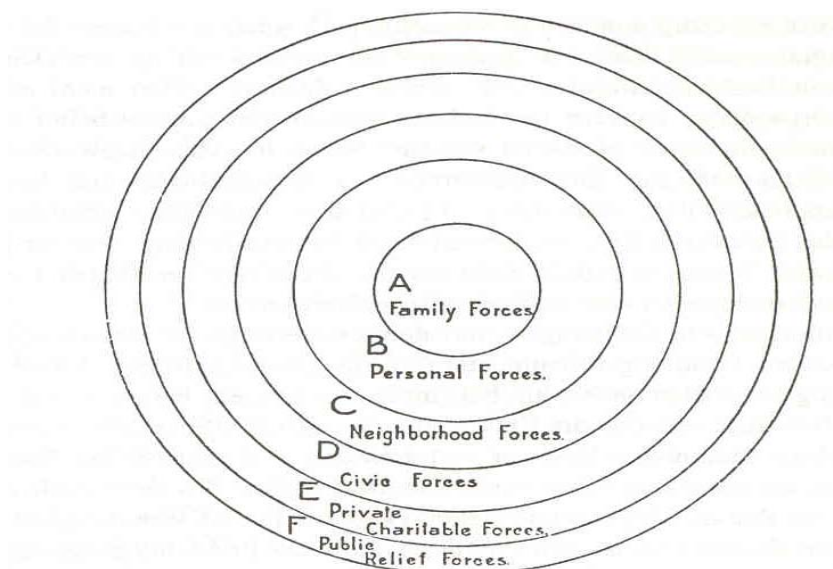 A
Family Forces.
B
Personal Forces.
C
Neighborhood Forces.
D
Civic Forces
E
Private
Charitable Forces.
F
Public
Relief Forces.